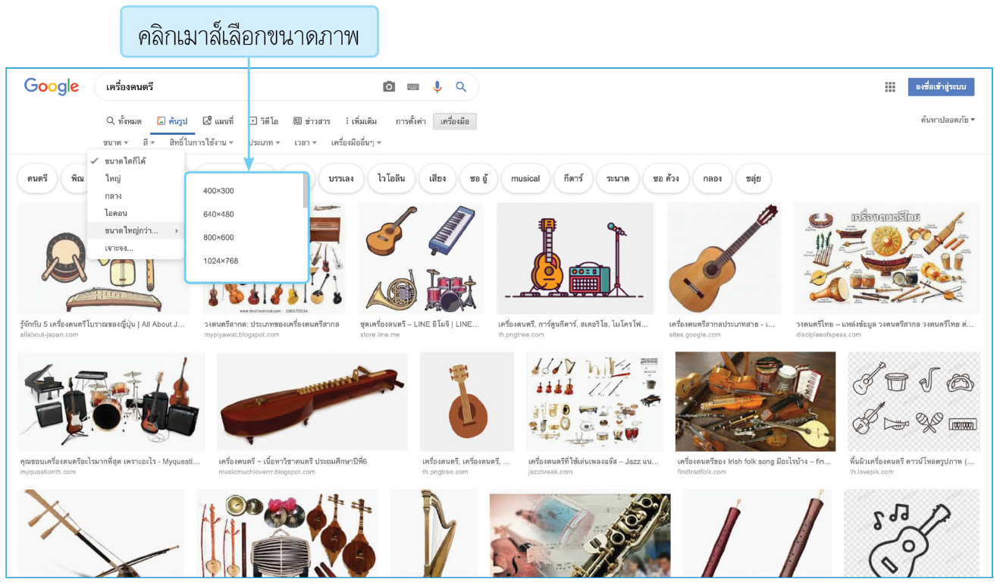 คลิกเมาส์เลือกขนาดภาพ
Google
เครื่องดนตรี
ลงชื่อเข้าสู่ระบบ
ทั้งหมด
ค้นรูป
แผนที่
วิดีโอ
ข่าวสาร
เพิ่มเติม
การตั้งค่า
เครื่องมือ
ค้นหาปลอดภัย
ขนาด
สี
สิทธิ์ในการใช้งาน
ประเภท
เวลา
เครื่องมืออื่นๆ
ขนาดใดก็ได้
ใหญ่
กลาง
ไอคอน
ขนาดใหญ่กว่า...
เจาะจง...
400×300
640×480
800×600
1024×768
ดนตรี
พิณ
บรรเลง
ไวโอลิน
เสียง
ซอ อู้
musical
กีตาร์
ระนาด
ซอ ด้วง
กลอง
ขลุ่ย
เครื่องดนตรีไทย
www.shutterstock.com
รู้จักกับ 5 เครื่องดนตรีโบราณของญี่ปุ่น | All About J...
allabout-japan.com
วงดนตรีสากล: ประเภทของเครื่องดนตรีสากล
mypiyawat.blogspot.com
ชุดเครื่องดนตรี – LINE อิโมจิ | LINE...
store.line.me
เครื่องดนตรี, การ์ตูนกีตาร์, สเตอริโอ, ไมโครโฟ...
th.pngtree.com
เครื่องดนตรีสากลประเภทสาย - เ...
sites.google.com
วงดนตรีไทย – แหล่งข้อมูล วงดนตรีสากล วงดนตรีไทย ต่...
disciplesofspess.com
คุณชอบเครื่องดนตรีอะไรมากที่สุด เพราะอะไร - Myquesti...
myquestionth.com
เครื่องดนตรี ~ เนื้อหาวิชาดนตรี ประถมศึกษาปีที่6
musicmuchloverrr.blogspot.com
เครื่องดนตรี, เครื่องดนตรี, ...
th.pngtree.com
เครื่องดนตรีที่ใช้เล่นเพลงแจ๊ส – Jazz แน...
jazzbreak.com
เครื่องดนตรีของ Irish folk song มีอะไรบ้าง – fin...
findtradfolk.com
พื้นผิวเครื่องดนตรี ดาวน์โหลดรูปภาพ (...
th.lovepik.com